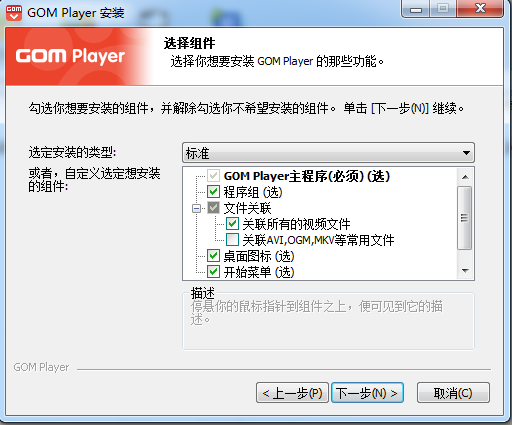 GOM Player 安装
GOM Player
选择组件
选择你想要安装 GOM Player 的那些功能。
勾选你想要安装的组件，并解除勾选你不希望安装的组件。 单击 [下一步(N)] 继续。
选定安装的类型:
标准
或者，自定义选定想安装的组件:
GOM Player主程序(必须) (选)
程序组 (选)
文件关联
关联所有的视频文件
关联AVI,OGM,MKV等常用文件
桌面图标 (选)
开始菜单 (选)
描述
停悬你的鼠标指针到组件之上，便可见到它的描
述。
GOM Player
< 上一步(P)
下一步(N) >
取消(C)